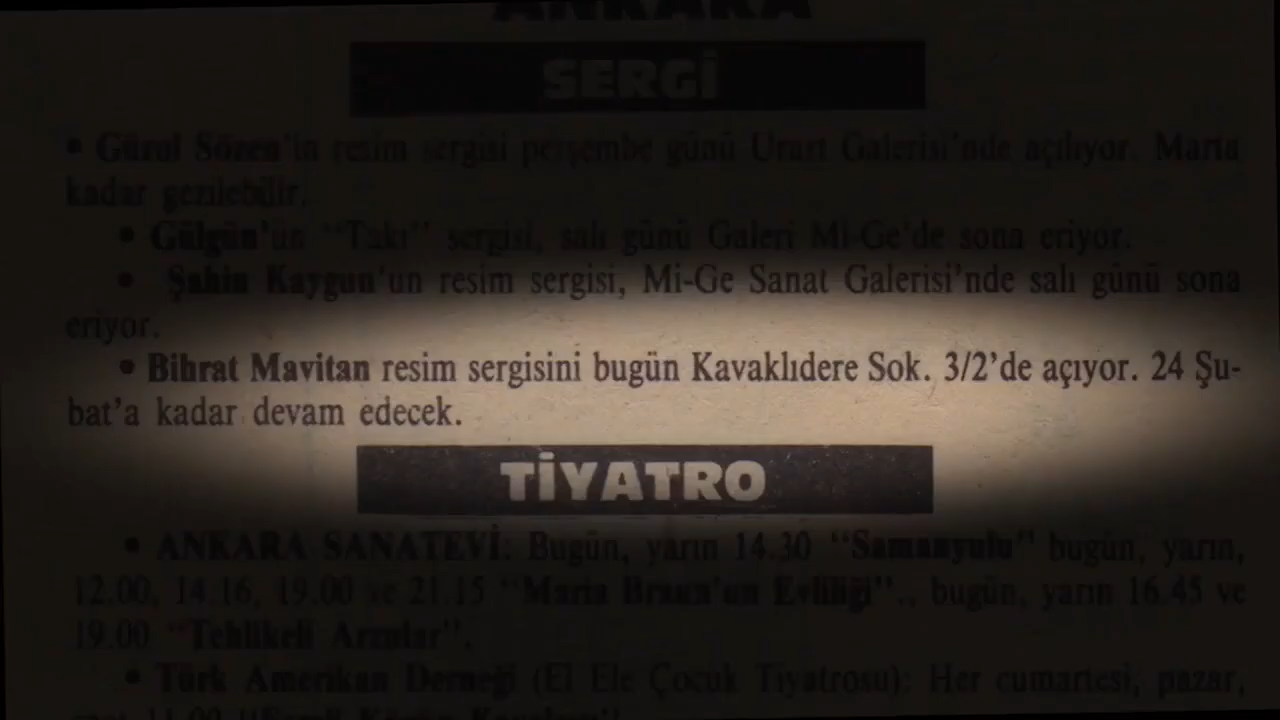 ANKARA
SERGİ
• Gürol Sözen'in resim sergisi perşembe günü Urart Galerisi'nde açılıyor. Marta
kadar gezilebilir.
• Gülgün'ün "Takı" sergisi, salı günü Galeri Mi-Ge'de sona eriyor.
• Şahin Kaygun'un resim sergisi, Mi-Ge Sanat Galerisi'nde salı günü sona
eriyor.
• Bihrat Mavitan resim sergisini bugün Kavaklıdere Sok. 3/2'de açıyor. 24 Şu-
bat'a kadar devam edecek.
TİYATRO
• ANKARA SANATEVİ: Bugün, yarın 14.30 "Samanyolu" bugün, yarın,
12.00, 14.16, 19.00 ve 21.15 "Maria Braun'un Evliliği"., bugün, yarın 16.45 ve
19.00 "Tehlikeli Arzular".
• Türk Amerikan Derneği (El Ele Çocuk Tiyatrosu): Her cumartesi, pazar,
11.00